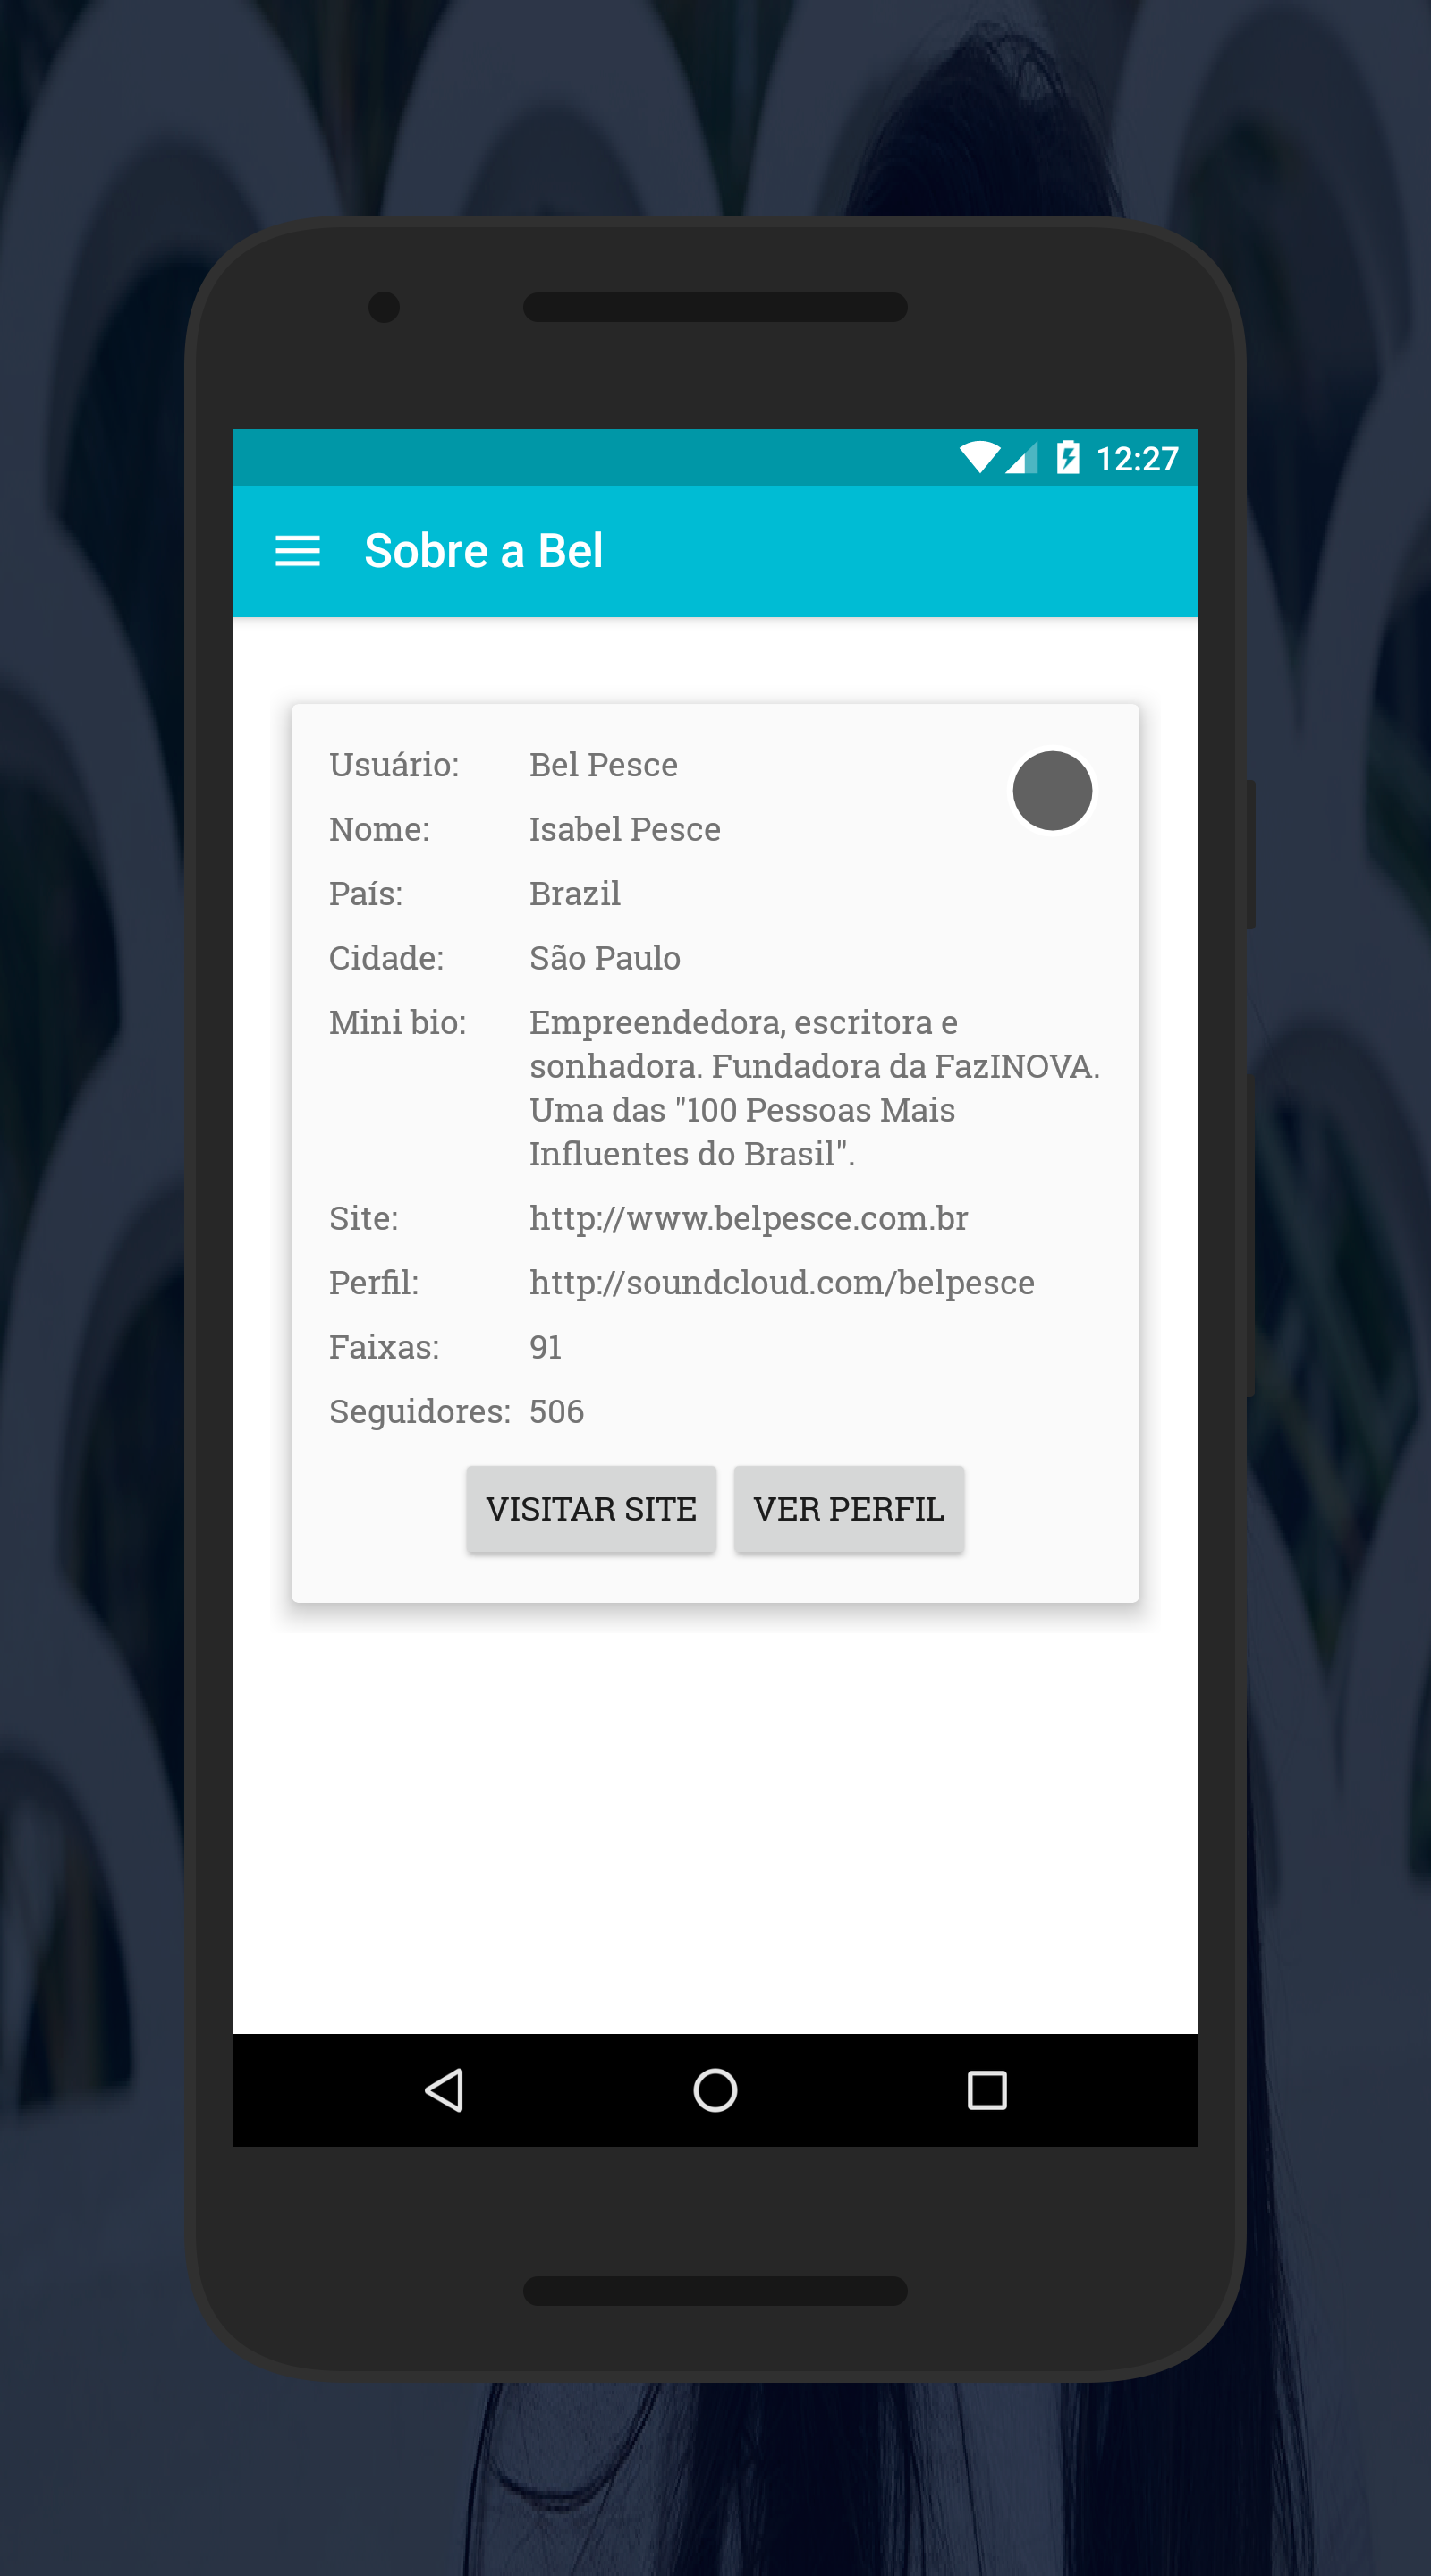 12:27
Sobre a Bel
Usuário: Bel Pesce
Nome: Isabel Pesce
País: Brazil
Cidade: São Paulo
Mini bio: Empreendedora, escritora e
sonhadora. Fundadora da FazINOVA.
Uma das "100 Pessoas Mais
Influentes do Brasil".
Site: http://www.belpesce.com.br
Perfil: http://soundcloud.com/belpesce
Faixas: 91
Seguidores: 506
VISITAR SITE VER PERFIL